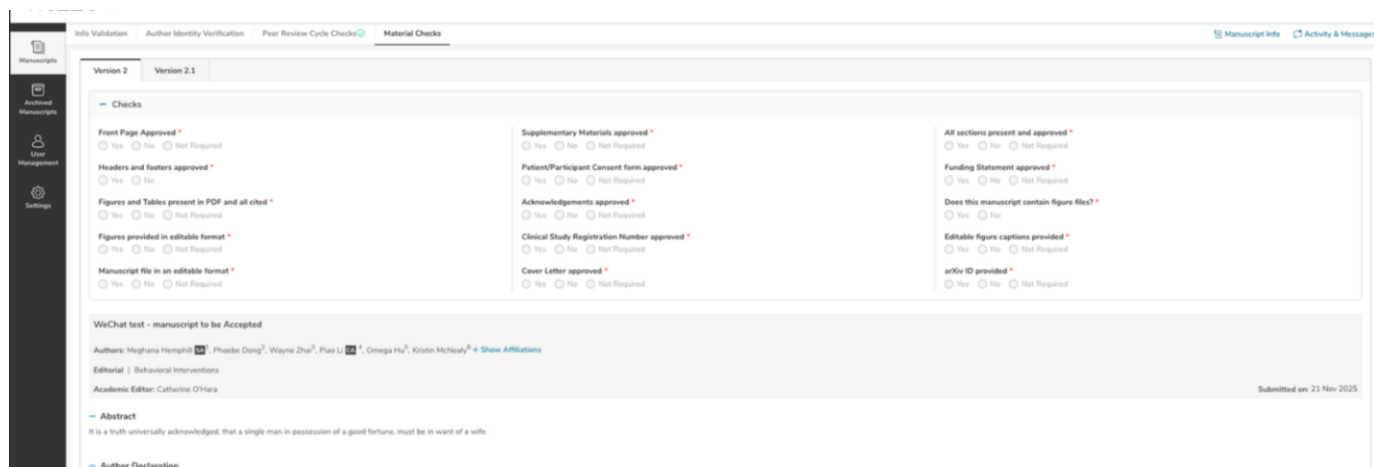 Info Validation Author Identity Verification Peer Review Cycle Checks Material Checks
Manuscript Info Activity & Messages
Manuscripts
Archived
Manuscripts
User
Management
Settings
Version 2 Version 2.1
− Checks
Front Page Approved *
Yes No Not Required
Headers and footers approved *
Yes No
Figures and Tables present in PDF and all cited *
Yes No Not Required
Figures provided in editable format *
Yes No Not Required
Manuscript file in an editable format *
Yes No Not Required
Supplementary Materials approved *
Yes No Not Required
Patient/Participant Consent form approved *
Yes No Not Required
Acknowledgements approved *
Yes No Not Required
Clinical Study Registration Number approved *
Yes No Not Required
Cover Letter approved *
Yes No Not Required
All sections present and approved *
Yes No Not Required
Funding Statement approved *
Yes No Not Required
Does this manuscript contain figure files? *
Yes No
Editable figure captions provided *
Yes No Not Required
arXiv ID provided *
Yes No Not Required
WeChat test - manuscript to be Accepted
Authors: Meghana Hemphill SA 1, Phoebe Dong2, Wayne Zhai3, Piao Li CA 4, Omega Hu5, Kristin McNealy6 + Show Affiliations
Editorial | Behavioral Interventions
Academic Editor: Catherine O'Hara
Submitted on: 21 Nov 2025
− Abstract
It is a truth universally acknowledged, that a single man in possession of a good fortune, must be in want of a wife.
− Author Declaration